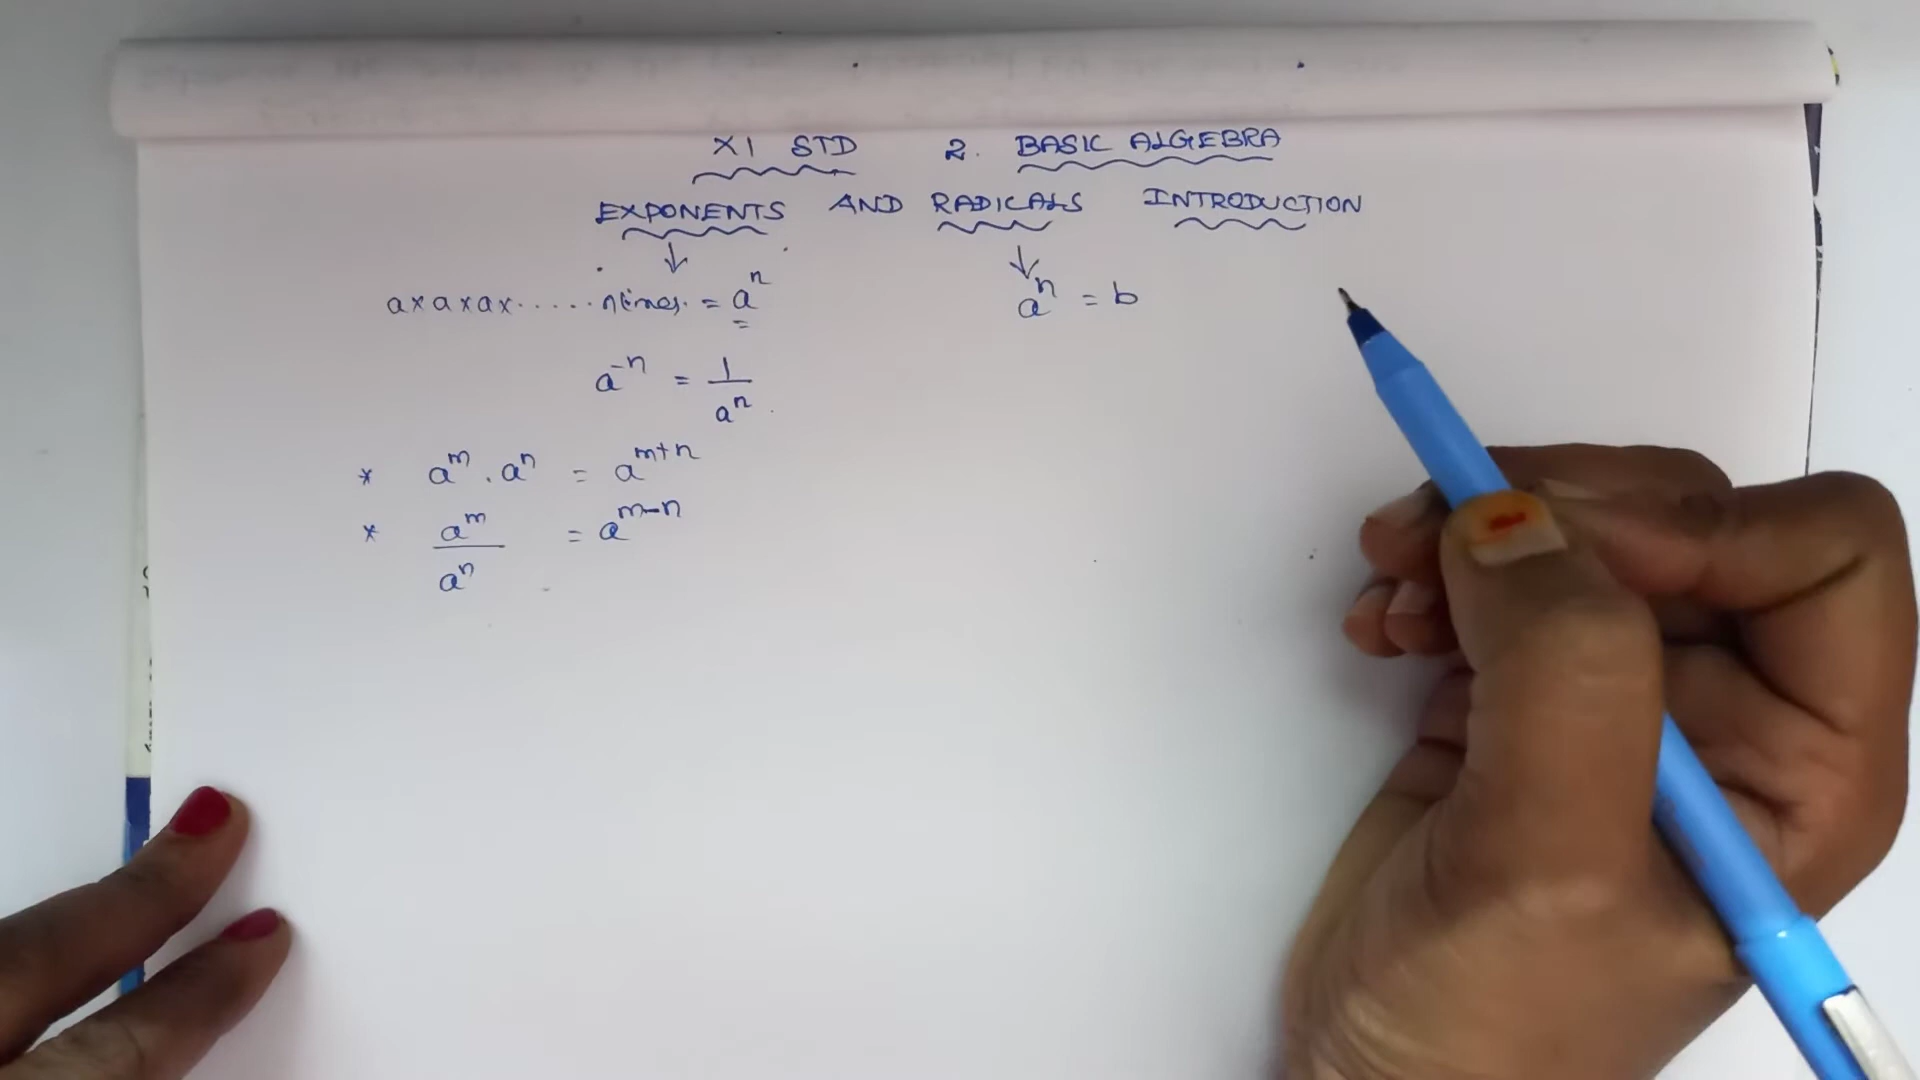 XI STD 2. BASIC ALGEBRA
EXPONENTS AND RADICALS INTRODUCTION
↓ ↓
a×a×a×...... ntimes. = aⁿ
aⁿ = b
a⁻ⁿ = 1/aⁿ
* aᵐ . aⁿ = aᵐ⁺ⁿ
* aᵐ/aⁿ = aᵐ⁻ⁿ